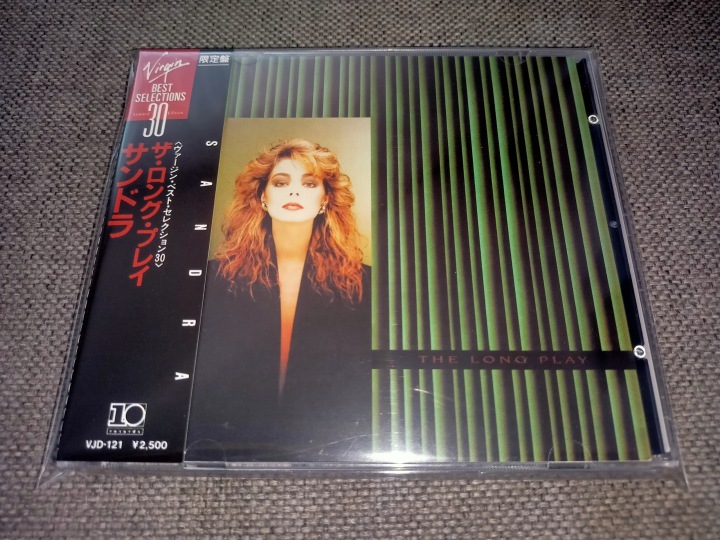 Virgin
BEST
SELECTIONS
30
〈ヴァージン・ベスト・セレクション30〉
ザ・ロング・プレイ
サンドラ
10
records
VJD-121 ¥2,500
限定盤
SANDRA
THE LONG PLAY